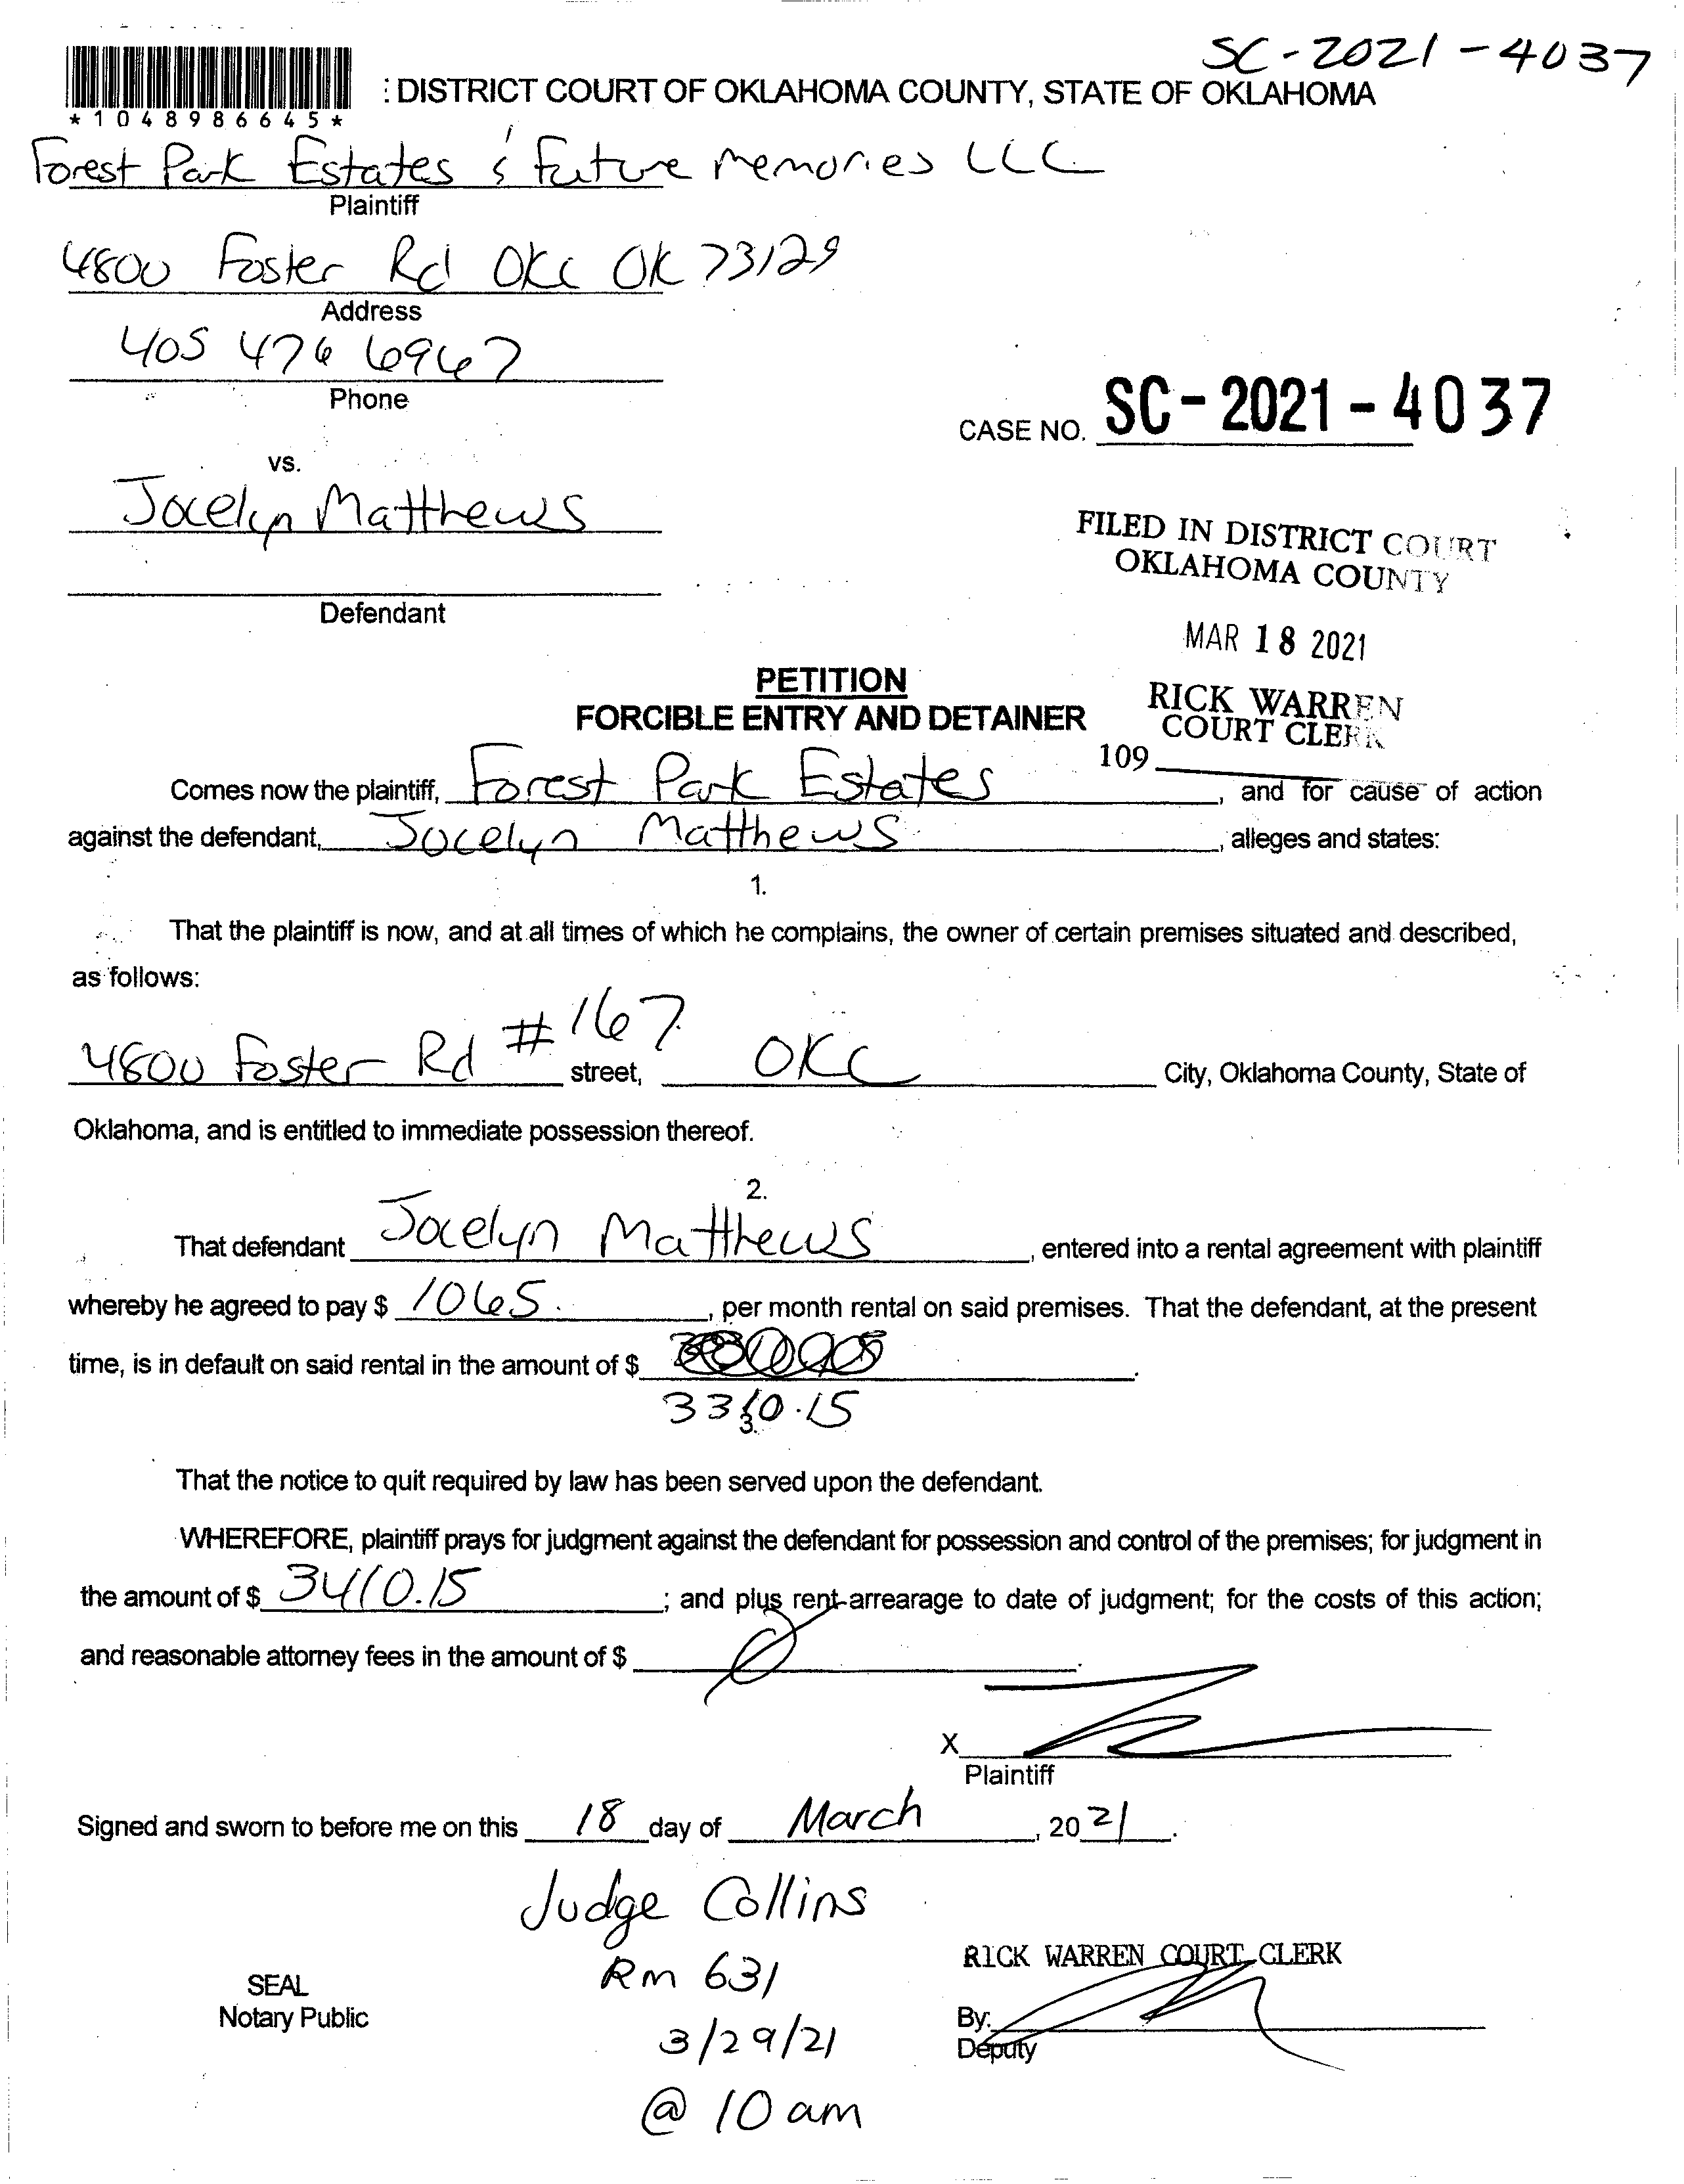 SC-2021-4037
: DISTRICT COURT OF OKLAHOMA COUNTY, STATE OF OKLAHOMA
*1048986645*
Forest Park Estates & Future Memories LLC
Plaintiff
4800 Foster Rd OKC OK 73129
Address
405 476 6967
Phone
CASE NO. SC-2021-4037
vs.
Jocelyn Matthews
FILED IN DISTRICT COURT
OKLAHOMA COUNTY
Defendant
MAR 18 2021
PETITION
FORCIBLE ENTRY AND DETAINER
RICK WARREN
COURT CLERK
109
Comes now the plaintiff, Forest Park Estates, and for cause of action
against the defendant, Jocelyn Matthews, alleges and states:
1.
That the plaintiff is now, and at all times of which he complains, the owner of certain premises situated and described,
as follows:
4800 Foster Rd #167 street, OKC City, Oklahoma County, State of
Oklahoma, and is entitled to immediate possession thereof.
2.
That defendant Jocelyn Matthews, entered into a rental agreement with plaintiff
whereby he agreed to pay $ 1065., per month rental on said premises. That the defendant, at the present
time, is in default on said rental in the amount of $ .
That the notice to quit required by law has been served upon the defendant.
WHEREFORE, plaintiff prays for judgment against the defendant for possession and control of the premises; for judgment in
the amount of $ 3410.15; and plus rent arrearage to date of judgment; for the costs of this action;
and reasonable attorney fees in the amount of $ .
X
Plaintiff
Signed and sworn to before me on this 18 day of March, 2021.
Judge Collins
Rm 631
3/29/21
@ 10 am
SEAL
Notary Public
RICK WARREN COURT CLERK
By:
Deputy